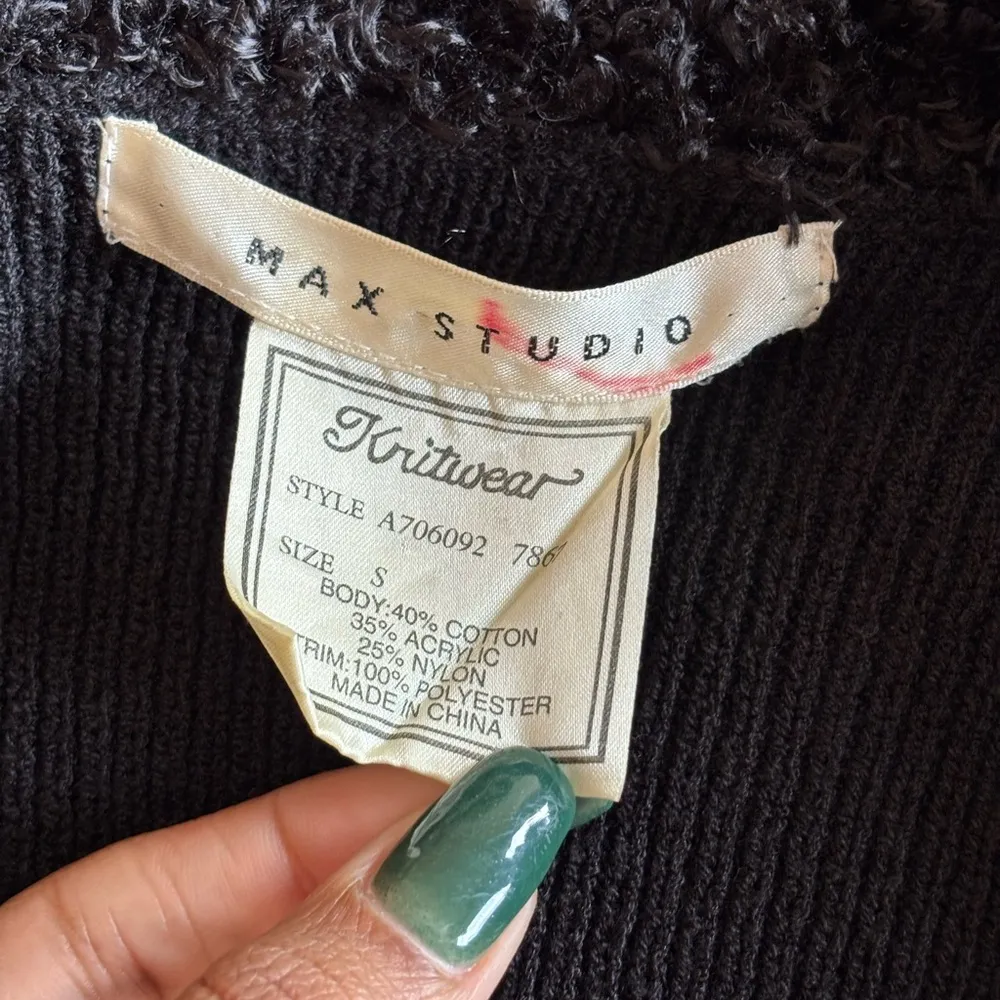 MAX STUDIO
Knitwear
STYLE A706092
SIZE S
BODY:40% COTTON
35% ACRYLIC
25% NYLON
TRIM:100% POLYESTER
MADE IN CHINA